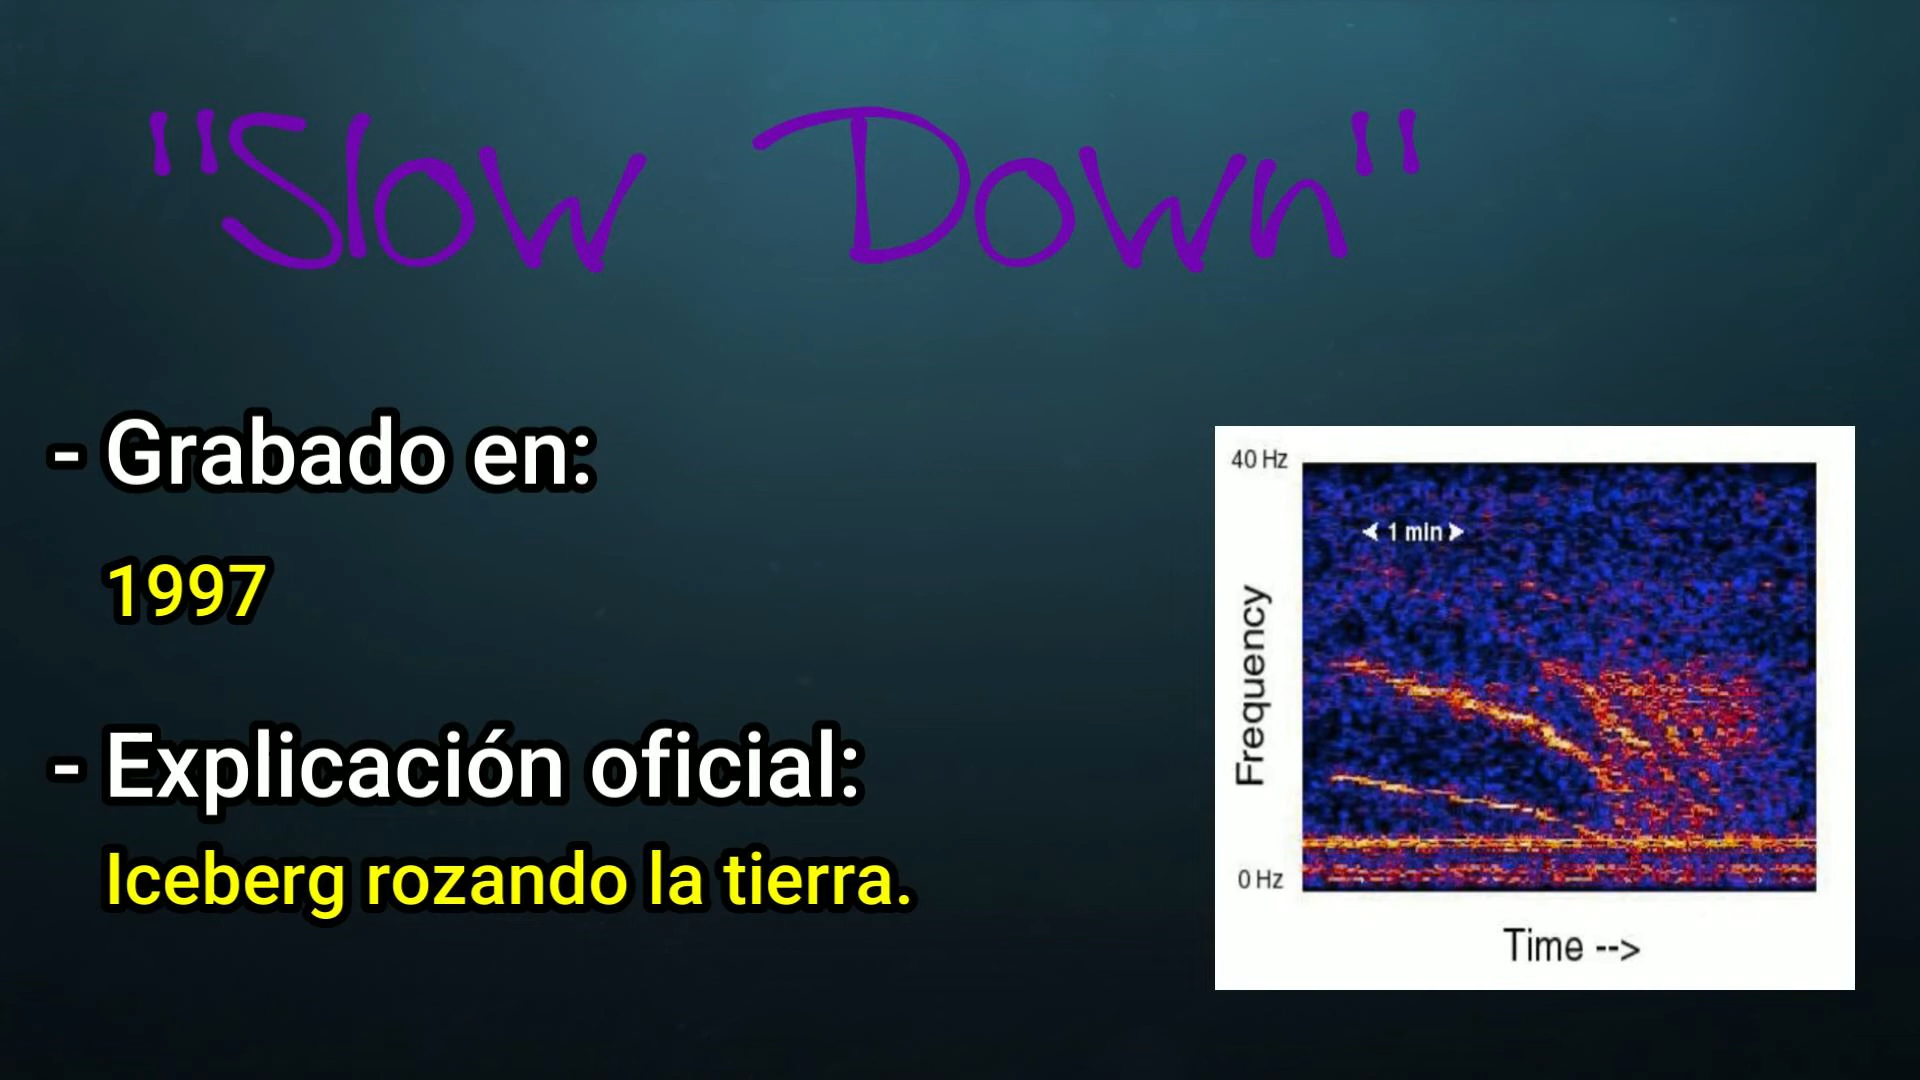 "Slow Down"
- Grabado en:
1997
- Explicación oficial:
Iceberg rozando la tierra.
40 Hz
1 min
Frequency
0 Hz
Time -->